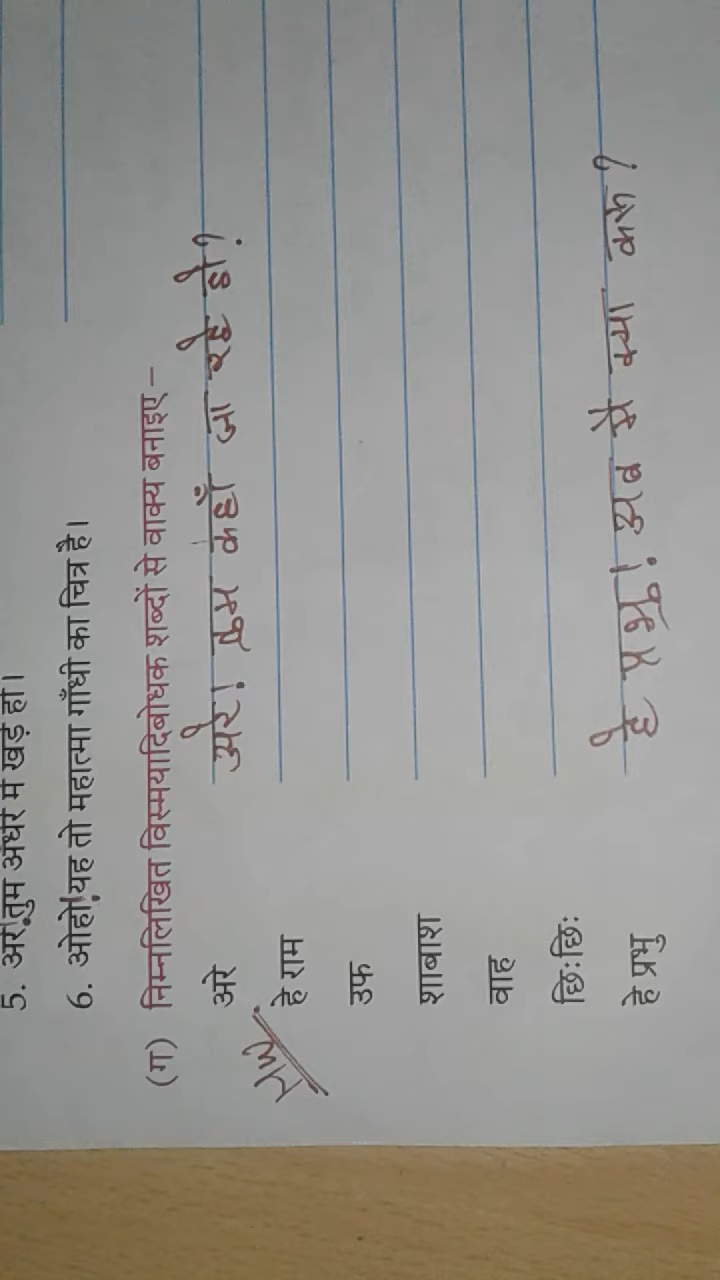 5. अरे!तुम अंधेरे में खड़े हो।
6. ओहो!यह तो महात्मा गाँधी का चित्र है।
(ग) निम्नलिखित विस्मयादिबोधक शब्दों से वाक्य बनाइए –
अरे अरे! तुम कहाँ जा रहे हो?
हे राम
उफ
शाबाश
वाह
छिःछिः
हे प्रभु हे प्रभु! अब मै क्या करू?